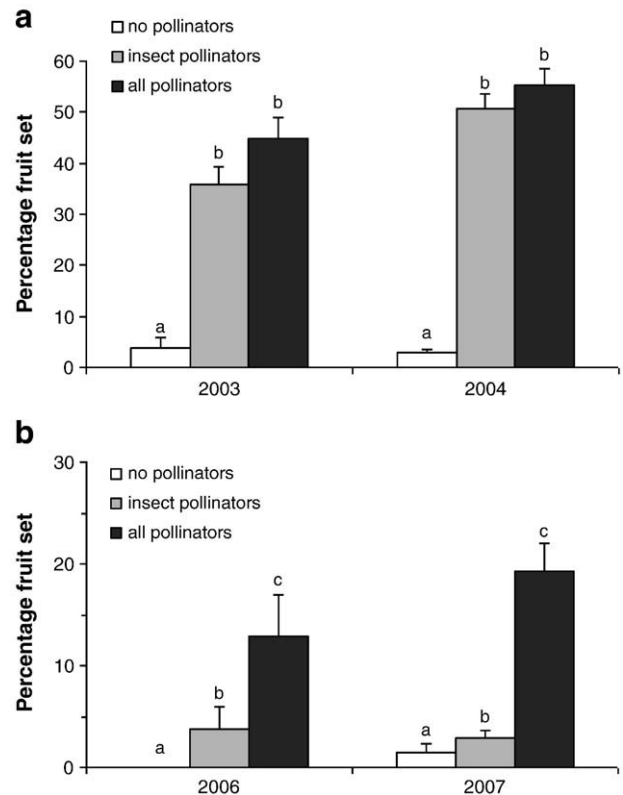 a
no pollinators
insect pollinators
all pollinators
Percentage fruit set
60
50
40
30
20
10
0
a
b
b
a
b
b
2003
2004
b
no pollinators
insect pollinators
all pollinators
Percentage fruit set
30
20
10
0
a
b
c
a
b
c
2006
2007